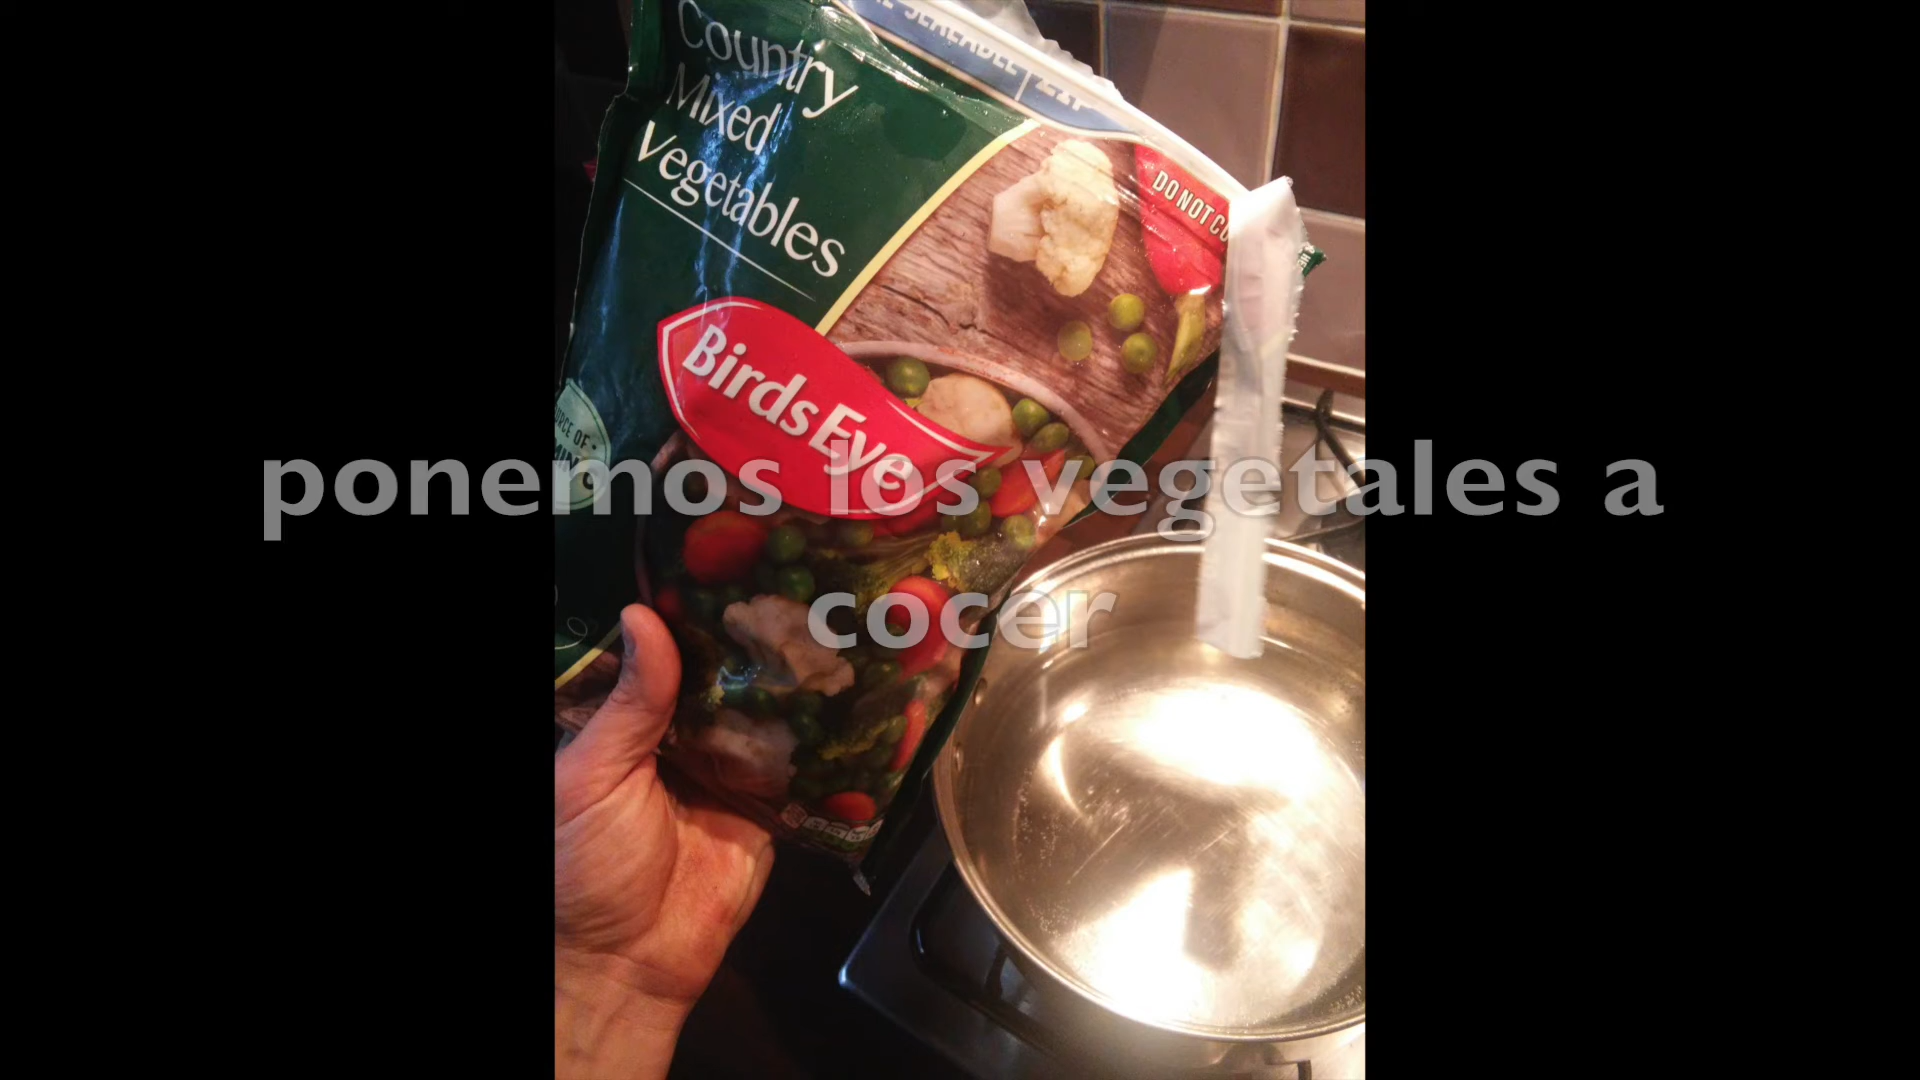 Country
Mixed
Vegetables
DO NOT
Birds Eye
ponemos los vegetales a
cocer